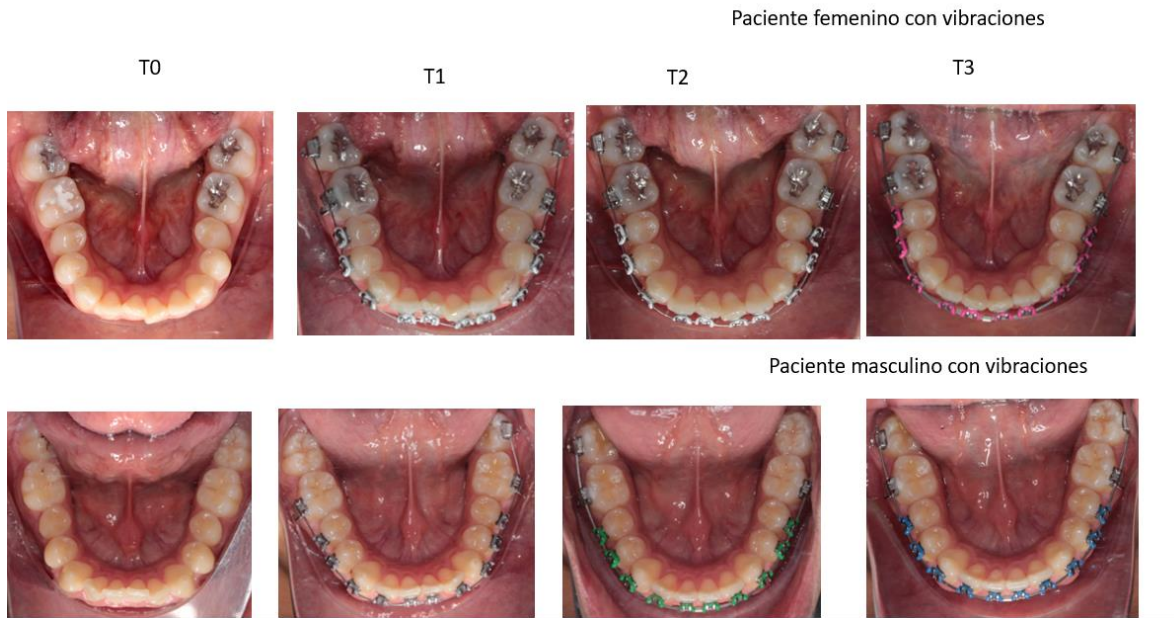 Paciente femenino con vibraciones
T0
T1
T2
T3
Paciente masculino con vibraciones